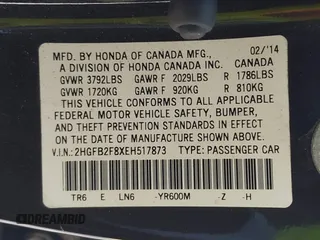 MFD. BY HONDA OF CANADA MFG., 02/'14
A DIVISION OF HONDA CANADA INC. CANADA
GVWR 3792LBS GAWR F 2029LBS R 1786LBS
GVWR 1720KG GAWR F 920KG R 810KG
THIS VEHICLE CONFORMS TO ALL APPLICABLE
FEDERAL MOTOR VEHICLE SAFETY, BUMPER,
AND THEFT PREVENTION STANDARDS IN EFFECT
ON THE DATE OF MANUFACTURE SHOWN ABOVE.
V.I.N.: 2HGFB2F8XEH517873 TYPE: PASSENGER CAR
TR6 E LN6 -YR600M -Z -H
DREAMBID